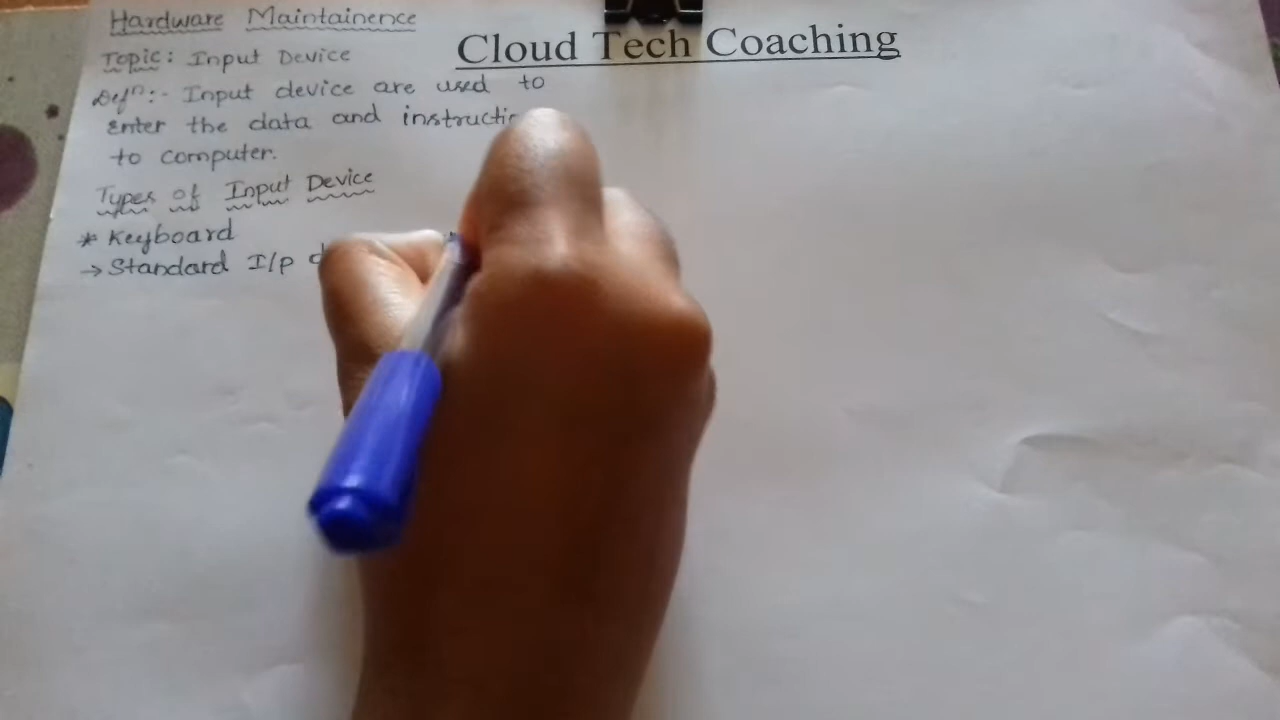 Hardware Maintainence
Cloud Tech Coaching
Topic: Input Device
Defⁿ:- Input device are used to
Enter the data and
to computer.
Types of Input Device
* Keyboard
→ Standard I/p